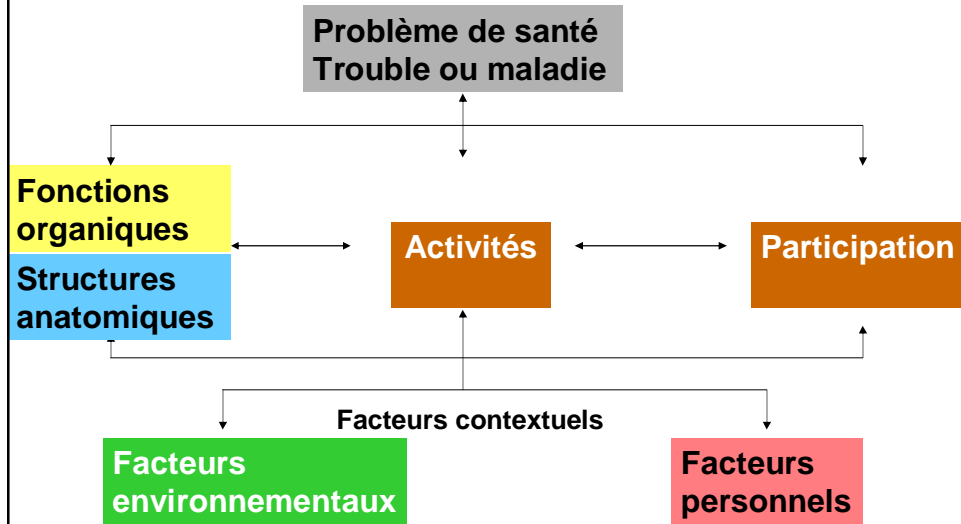 Problème de santé
Trouble ou maladie
Fonctions
organiques
Structures
anatomiques
Activités
Participation
Facteurs contextuels
Facteurs
environnementaux
Facteurs
personnels